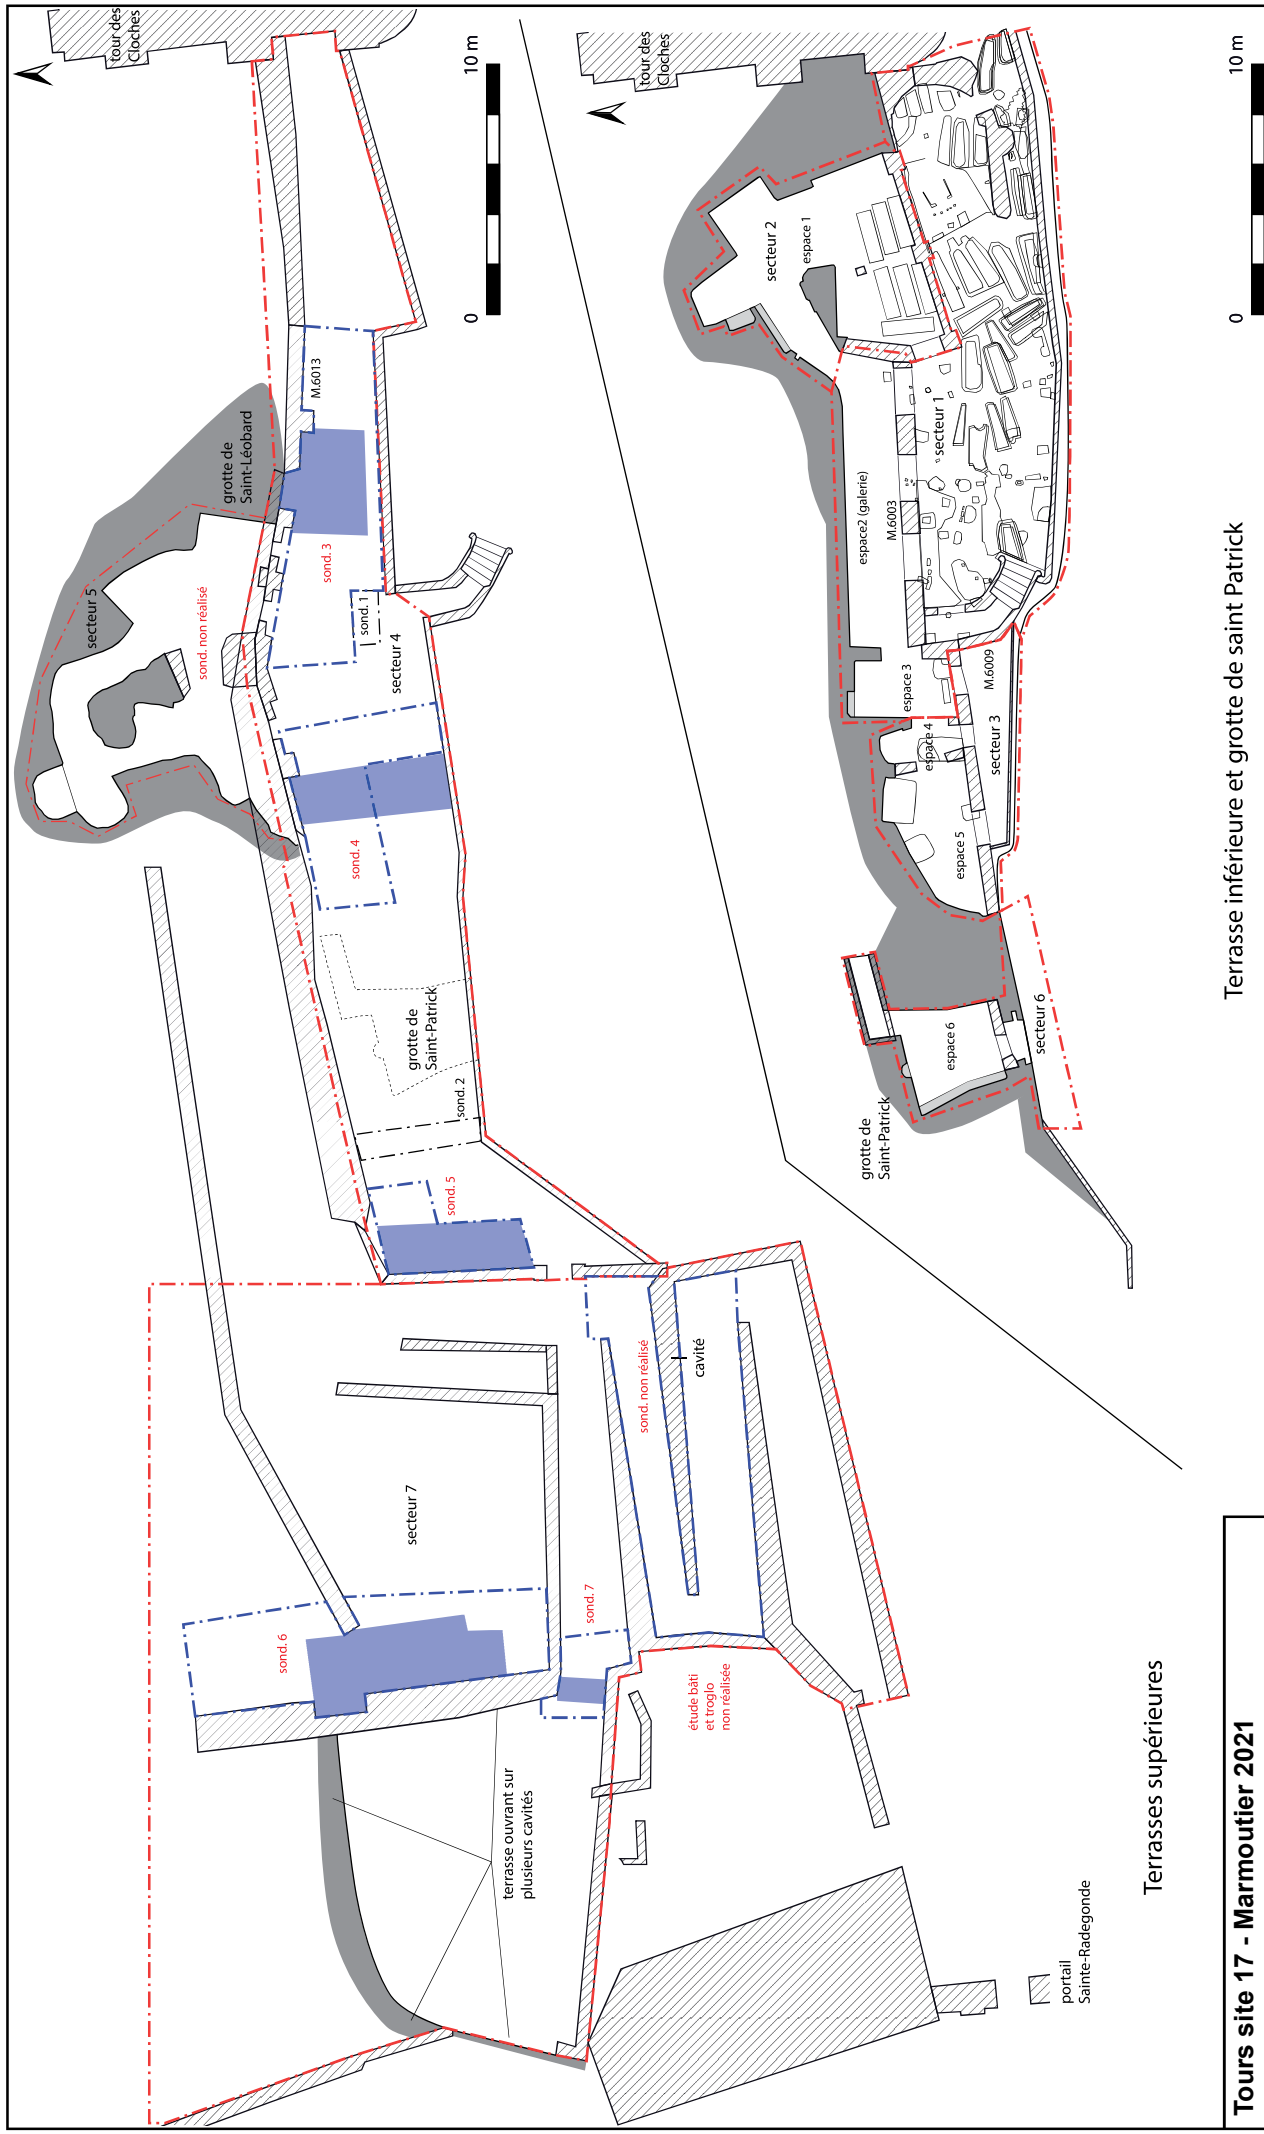 tour des
Cloches
10 m
0
M.6013
grotte de
Saint-Léobard
secteur 5
sond. non réalisé
sond. 3
sond. 1
secteur 4
sond. 4
grotte de
Saint-Patrick
sond. 2
sond. 5
sond. non réalisé
cavité
secteur 7
sond. 6
sond. 7
étude bâti
et troglo
non réalisée
terrasse ouvrant sur
plusieurs cavités
portail
Sainte-Radegonde
Terrasses supérieures
tour des
Cloches
10 m
0
secteur 2
espace 1
secteur 1
espace2 (galerie)
M.6003
espace 3
M.6009
espace 4
secteur 3
espace 5
espace 6
secteur 6
grotte de
Saint-Patrick
Terrasse inférieure et grotte de saint Patrick
Tours site 17 - Marmoutier 2021